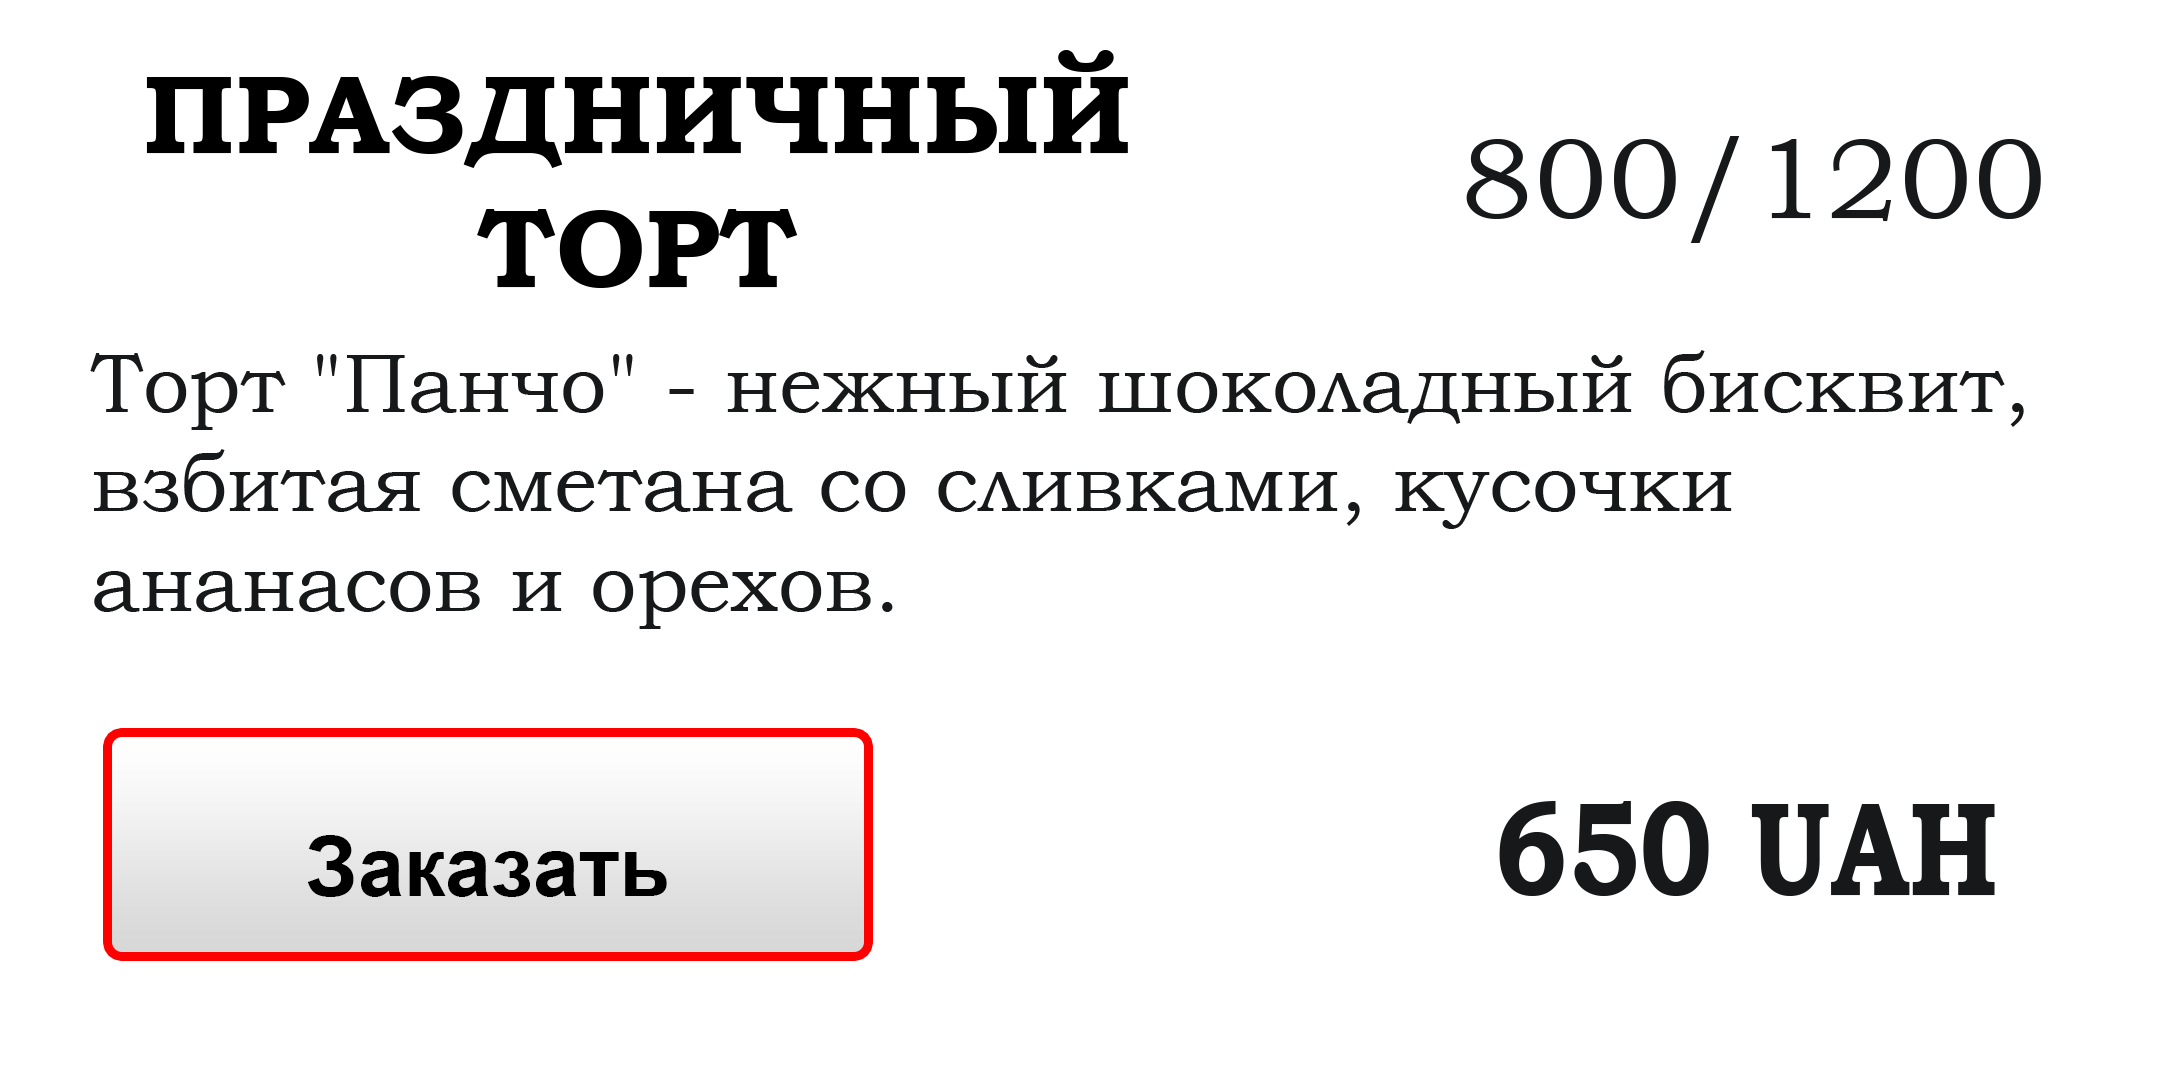 ПРАЗДНИЧНЫЙ
ТОРТ
800/1200
Торт "Панчо" - нежный шоколадный бисквит,
взбитая сметана со сливками, кусочки
ананасов и орехов.
Заказать
650 UAH